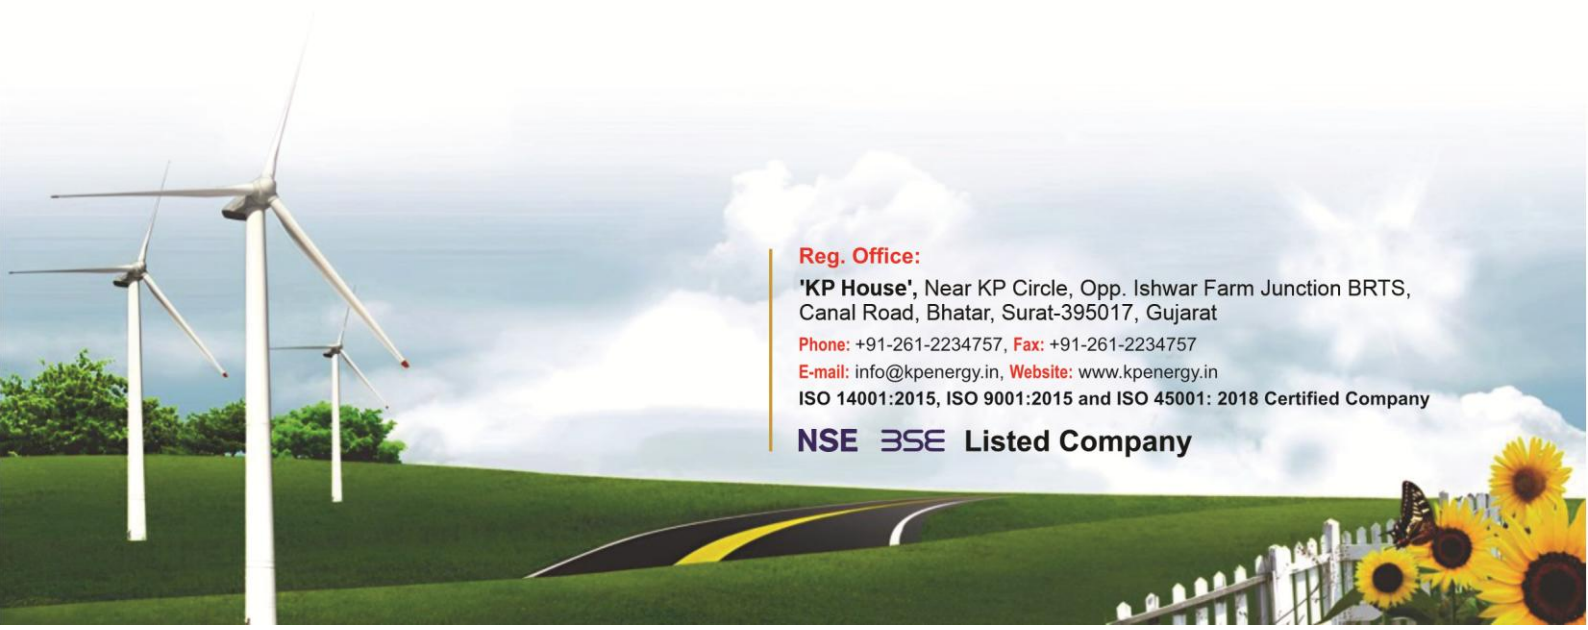 Reg. Office:
'KP House', Near KP Circle, Opp. Ishwar Farm Junction BRTS,
Canal Road, Bhatar, Surat-395017, Gujarat
Phone: +91-261-2234757, Fax: +91-261-2234757
E-mail: info@kpenergy.in, Website: www.kpenergy.in
ISO 14001:2015, ISO 9001:2015 and ISO 45001: 2018 Certified Company
NSE BSE Listed Company